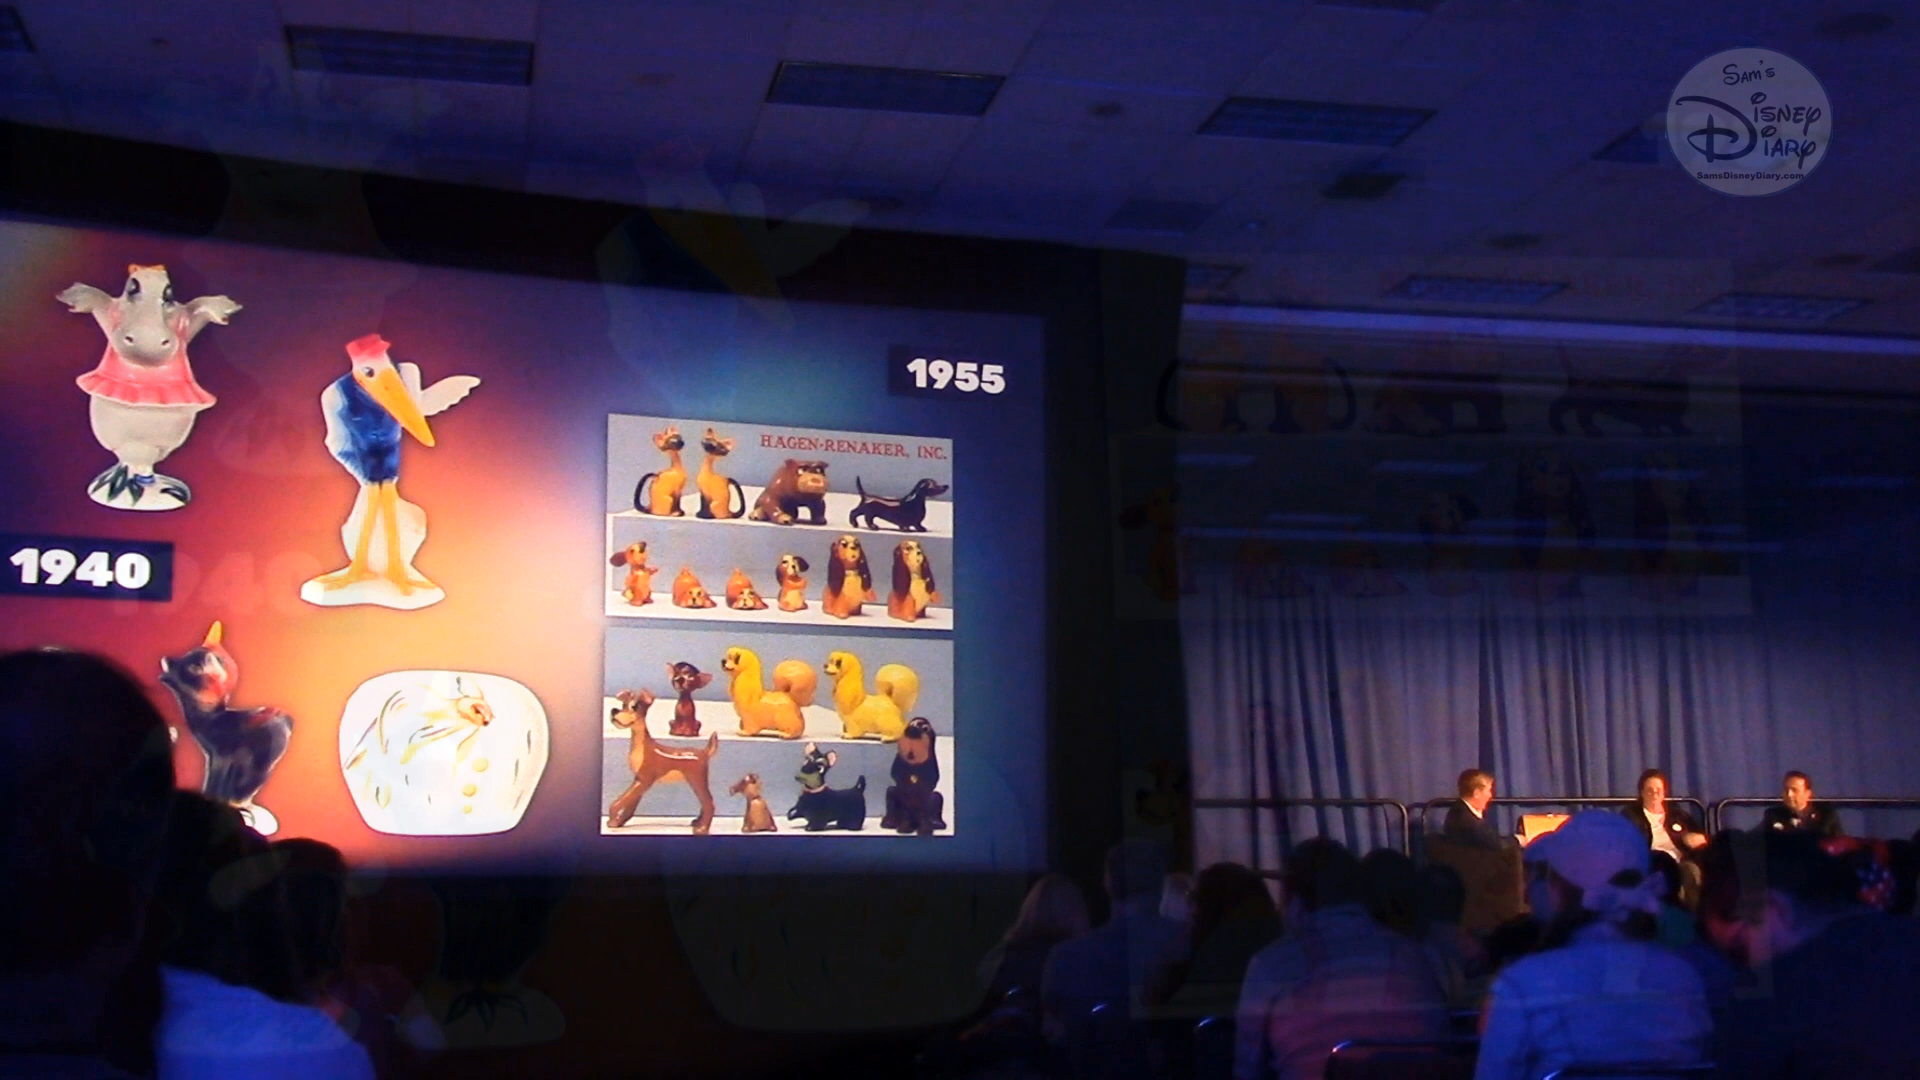 Sam's
Disney
Diary
SamsDisneyDiary.com
1955
HAGEN-RENAKER, INC.
1940